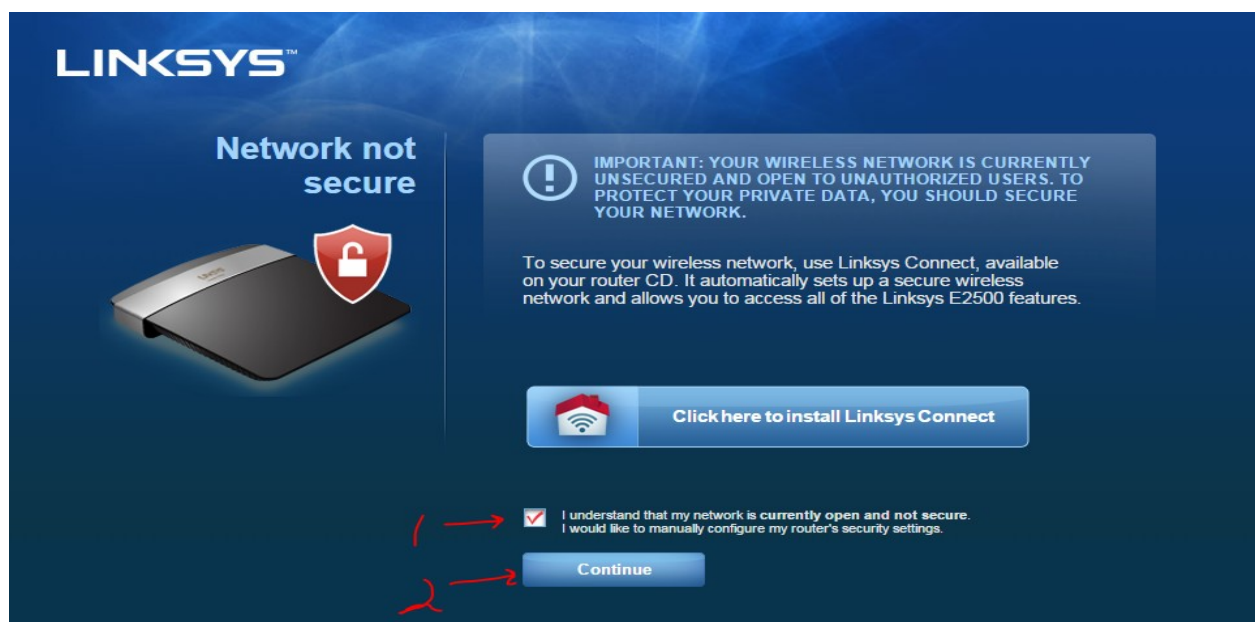 LINKSYS™
Network not
secure
IMPORTANT: YOUR WIRELESS NETWORK IS CURRENTLY
UNSECURED AND OPEN TO UNAUTHORIZED USERS. TO
PROTECT YOUR PRIVATE DATA, YOU SHOULD SECURE
YOUR NETWORK.
To secure your wireless network, use Linksys Connect, available
on your router CD. It automatically sets up a secure wireless
network and allows you to access all of the Linksys E2500 features.
Click here to install Linksys Connect
1
I understand that my network is currently open and not secure.
I would like to manually configure my router's security settings.
2
Continue